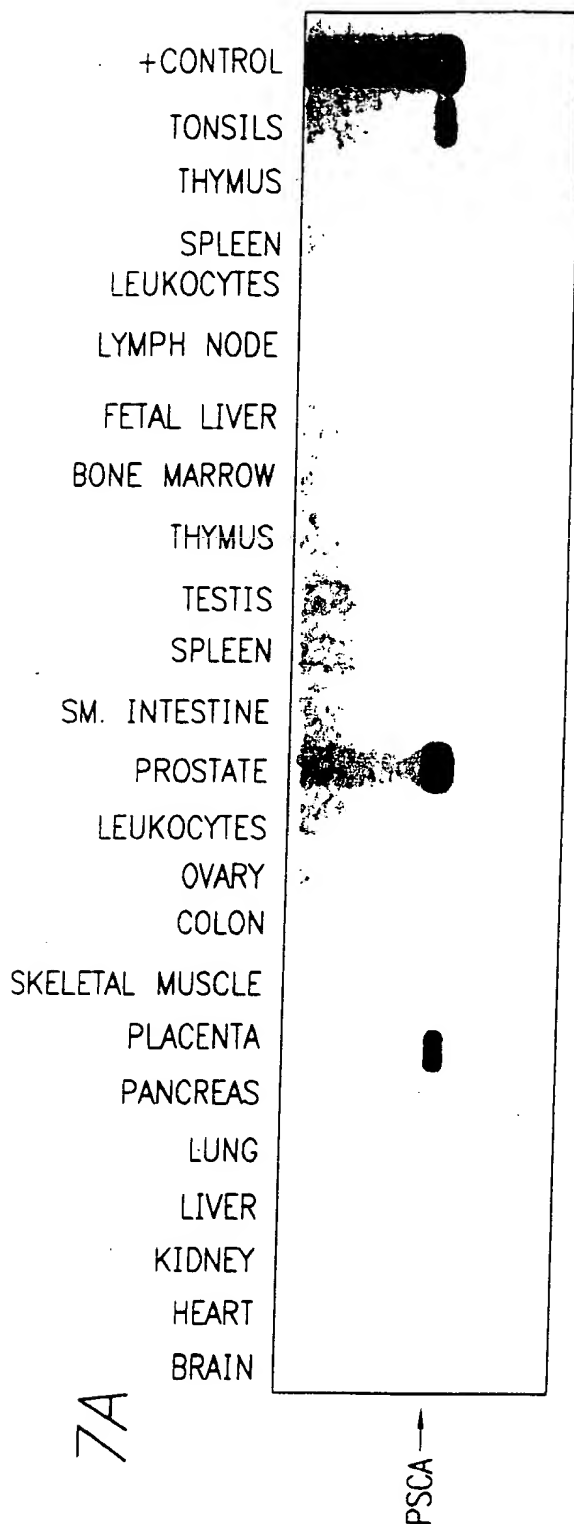 +CONTROL
TONSILS
THYMUS
SPLEEN
LEUKOCYTES
LYMPH NODE
FETAL LIVER
BONE MARROW
THYMUS
TESTIS
SPLEEN
SM. INTESTINE
PROSTATE
LEUKOCYTES
OVARY
COLON
SKELETAL MUSCLE
PLACENTA
PANCREAS
LUNG
LIVER
KIDNEY
HEART
BRAIN
7A
PSCA →